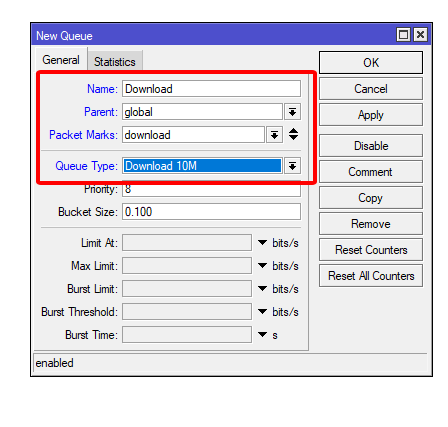 New Queue
General Statistics
Name: Download
Parent: global
Packet Marks: download
Queue Type: Download 10M
Priority: 8
Bucket Size: 0.100
Limit At: bits/s
Max Limit: bits/s
Burst Limit: bits/s
Burst Threshold: bits/s
Burst Time: s
enabled
OK
Cancel
Apply
Disable
Comment
Copy
Remove
Reset Counters
Reset All Counters